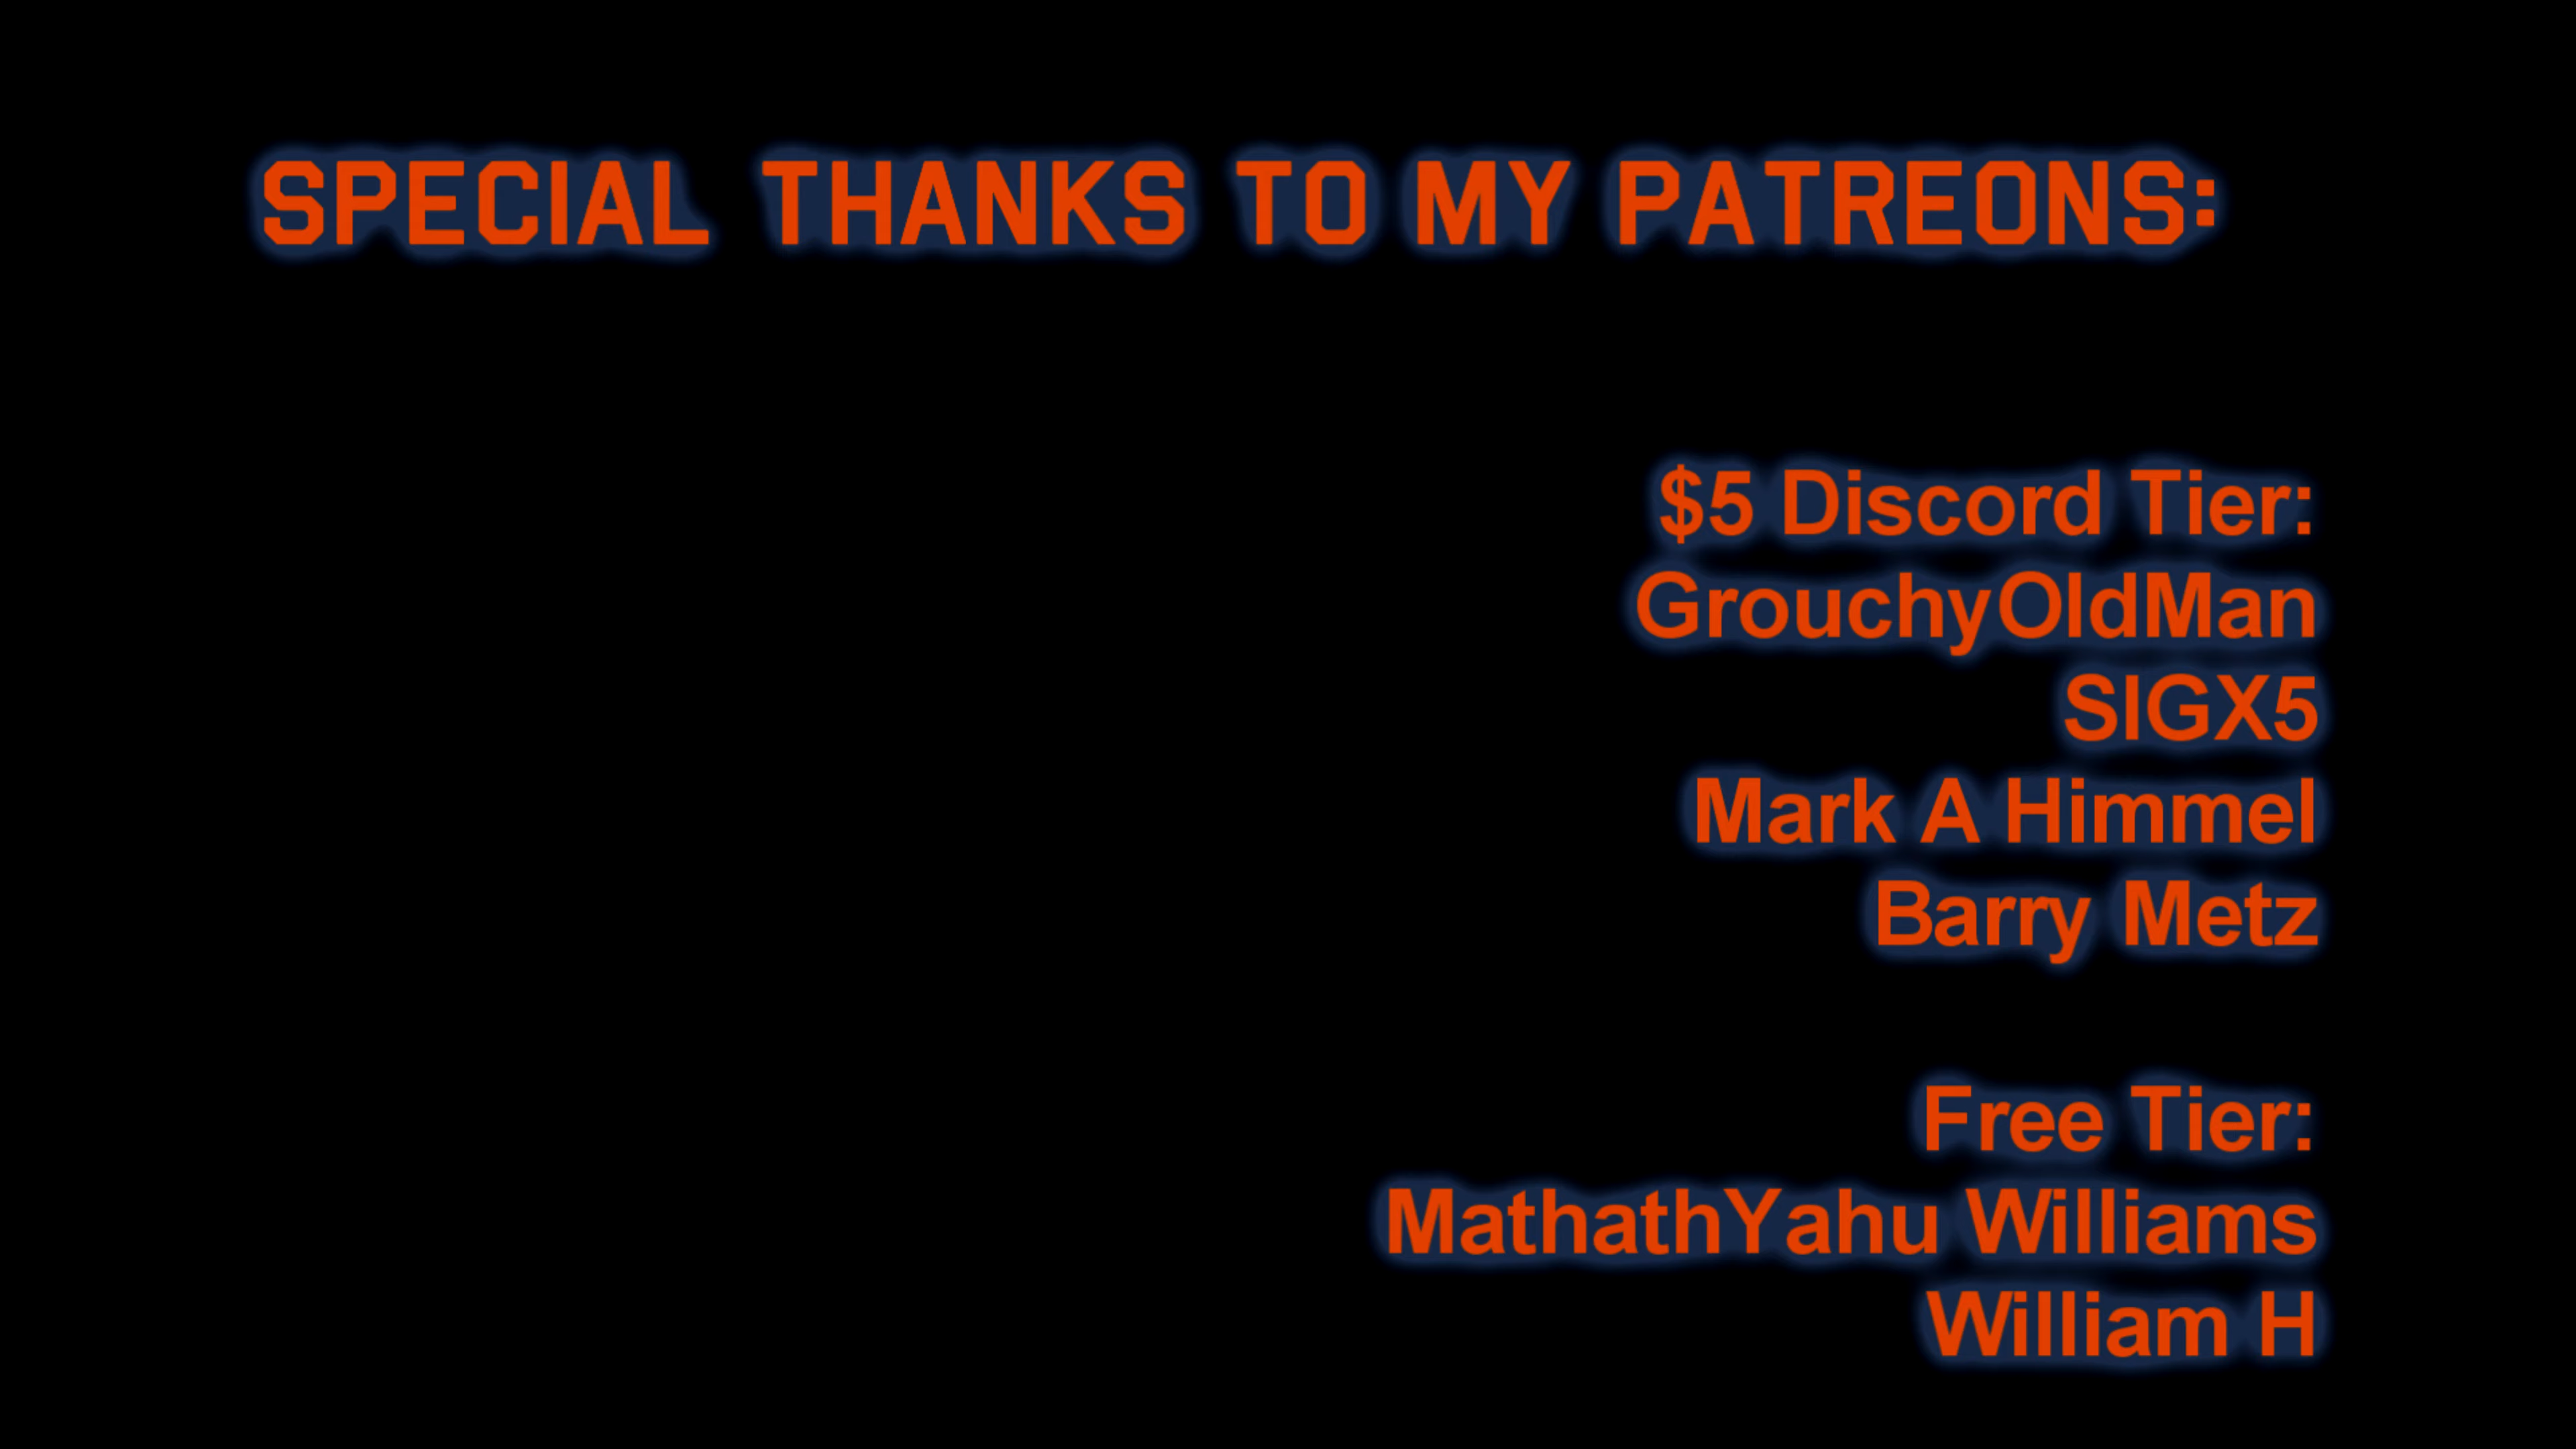 SPECIAL THANKS TO MY PATREONS:
$5 Discord Tier:
GrouchyOldMan
SIGX5
Mark A Himmel
Barry Metz
Free Tier:
MathathYahu Williams
William H